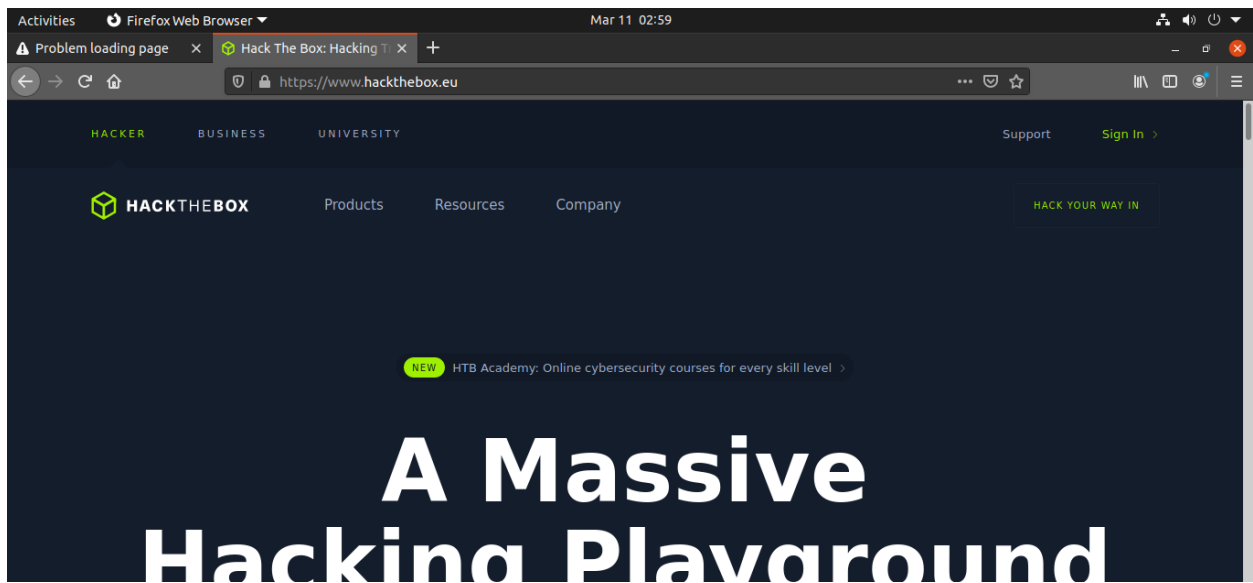 Activities Firefox Web Browser Mar 11 02:59
Problem loading page Hack The Box: Hacking T
https://www.hackthebox.eu
HACKER BUSINESS UNIVERSITY Support Sign In
HACKTHEBOX Products Resources Company HACK YOUR WAY IN
NEW HTB Academy: Online cybersecurity courses for every skill level
A Massive
Hacking Playground